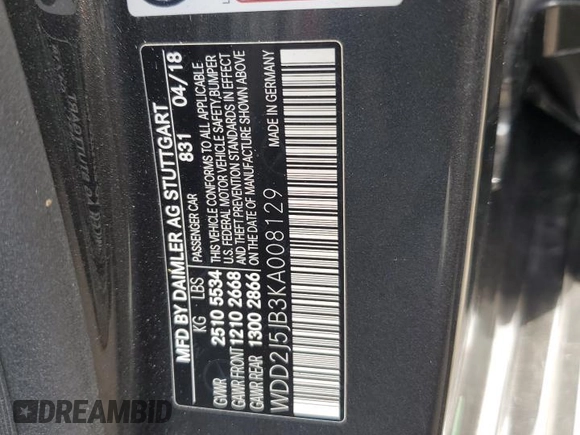 MFD BY DAIMLER AG STUTTGART
831 04/18
KG LBS
PASSENGER CAR
GVWR 2510 5534
GAWR FRONT 1210 2668
GAWR REAR 1300 2866
THIS VEHICLE CONFORMS TO ALL APPLICABLE
U.S. FEDERAL MOTOR VEHICLE SAFETY, BUMPER
AND THEFT PREVENTION STANDARDS IN EFFECT
ON THE DATE OF MANUFACTURE SHOWN ABOVE
MADE IN GERMANY
WDD2J5JB3KA008129
DREAMBID